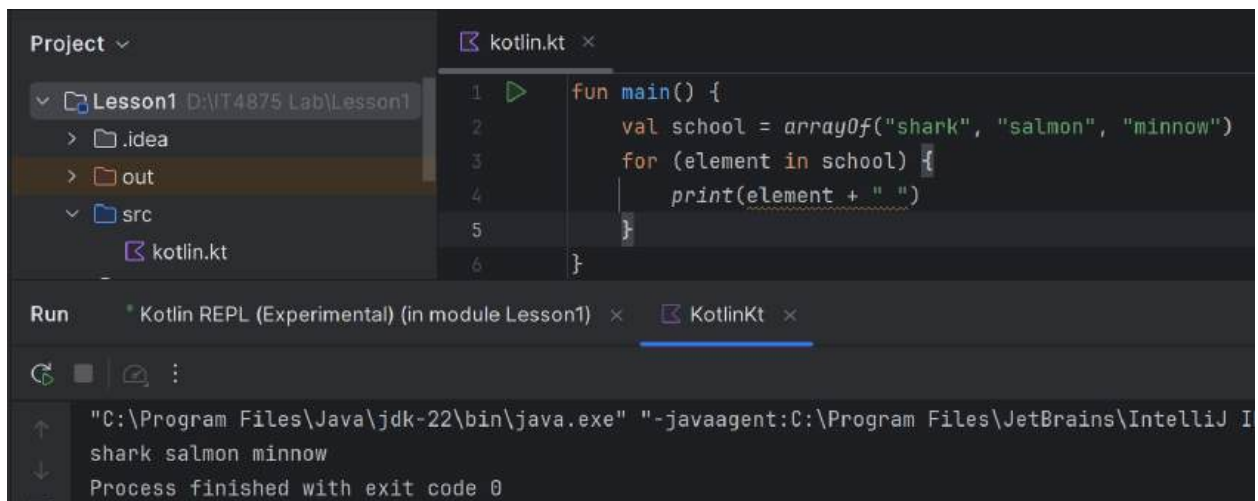 Project
Lesson1 D:\IT4875 Lab\Lesson1
.idea
out
src
kotlin.kt
kotlin.kt
1 fun main() {
2 val school = arrayOf("shark", "salmon", "minnow")
3 for (element in school) {
4 print(element + " ")
5 }
6 }
Run Kotlin REPL (Experimental) (in module Lesson1) KotlinKt
"C:\Program Files\Java\jdk-22\bin\java.exe" "-javaagent:C:\Program Files\JetBrains\IntelliJ
shark salmon minnow
Process finished with exit code 0